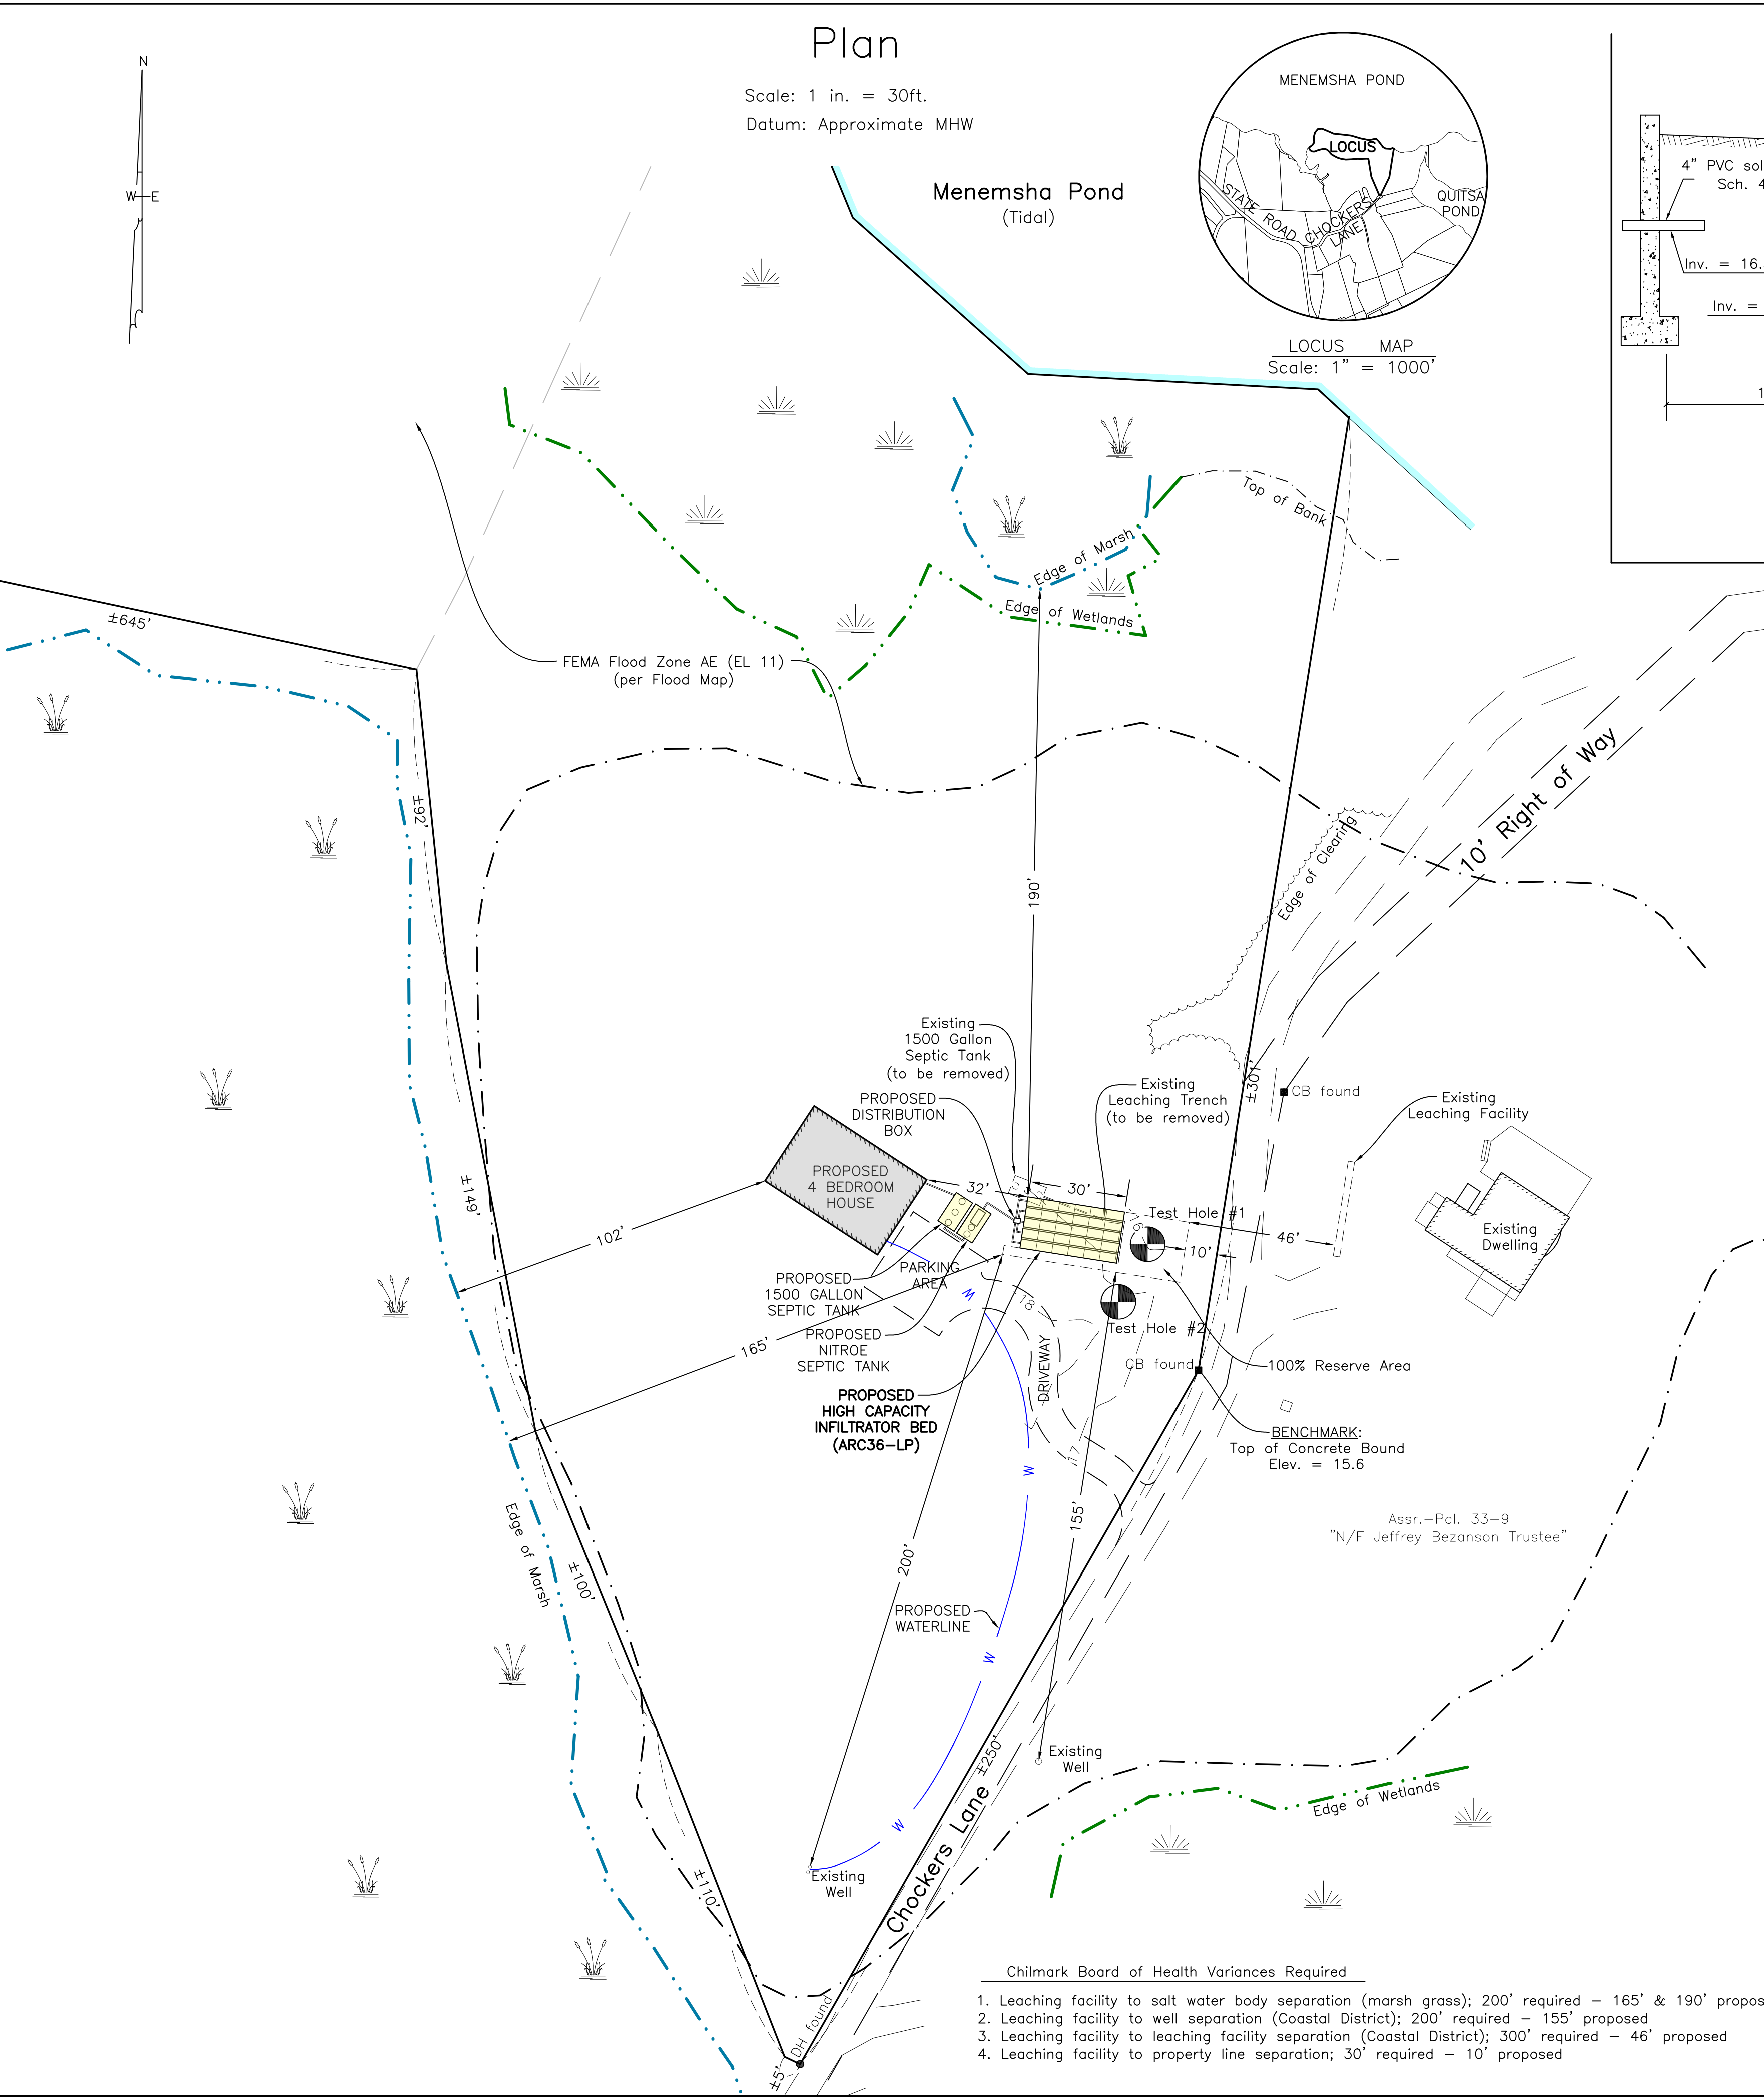 Plan
Scale: 1 in. = 30ft.
Datum: Approximate MHW
N
W
E
Menemsha Pond
(Tidal)
MENEMSHA POND
LOCUS
STATE ROAD
CHOCKERS
LANE
QUITSA
POND
LOCUS MAP
Scale: 1" = 1000'
4" PVC sol
Sch. 4
Inv. = 16.
Inv. =
1
Top of Bank
Edge of Marsh
Edge of Wetlands
±645'
FEMA Flood Zone AE (EL 11)
(per Flood Map)
±92'
190'
Edge of Clearing
10' Right of Way
Existing
1500 Gallon
Septic Tank
(to be removed)
PROPOSED
DISTRIBUTION
BOX
Existing
Leaching Trench
(to be removed)
±301'
CB found
Existing
Leaching Facility
PROPOSED
4 BEDROOM
HOUSE
32'
30'
Test Hole #1
16
10'
46'
Existing
Dwelling
±149'
102'
PARKING
AREA
W
PROPOSED
1500 GALLON
SEPTIC TANK
18
165'
PROPOSED
NITROE
SEPTIC TANK
Test Hole #2
DRIVEWAY
CB found
100% Reserve Area
PROPOSED
HIGH CAPACITY
INFILTRATOR BED
(ARC36-LP)
BENCHMARK:
Top of Concrete Bound
Elev. = 15.6
17
W
Edge of Marsh
155'
Assr.-Pcl. 33-9
"N/F Jeffrey Bezanson Trustee"
±100'
200'
PROPOSED
WATERLINE
W
±250'
Existing
Well
Edge of Wetlands
W
Chockers Lane
Existing
Well
±110'
DH found
±5'
Chilmark Board of Health Variances Required
1. Leaching facility to salt water body separation (marsh grass); 200' required - 165' & 190' propos
2. Leaching facility to well separation (Coastal District); 200' required - 155' proposed
3. Leaching facility to leaching facility separation (Coastal District); 300' required - 46' proposed
4. Leaching facility to property line separation; 30' required - 10' proposed